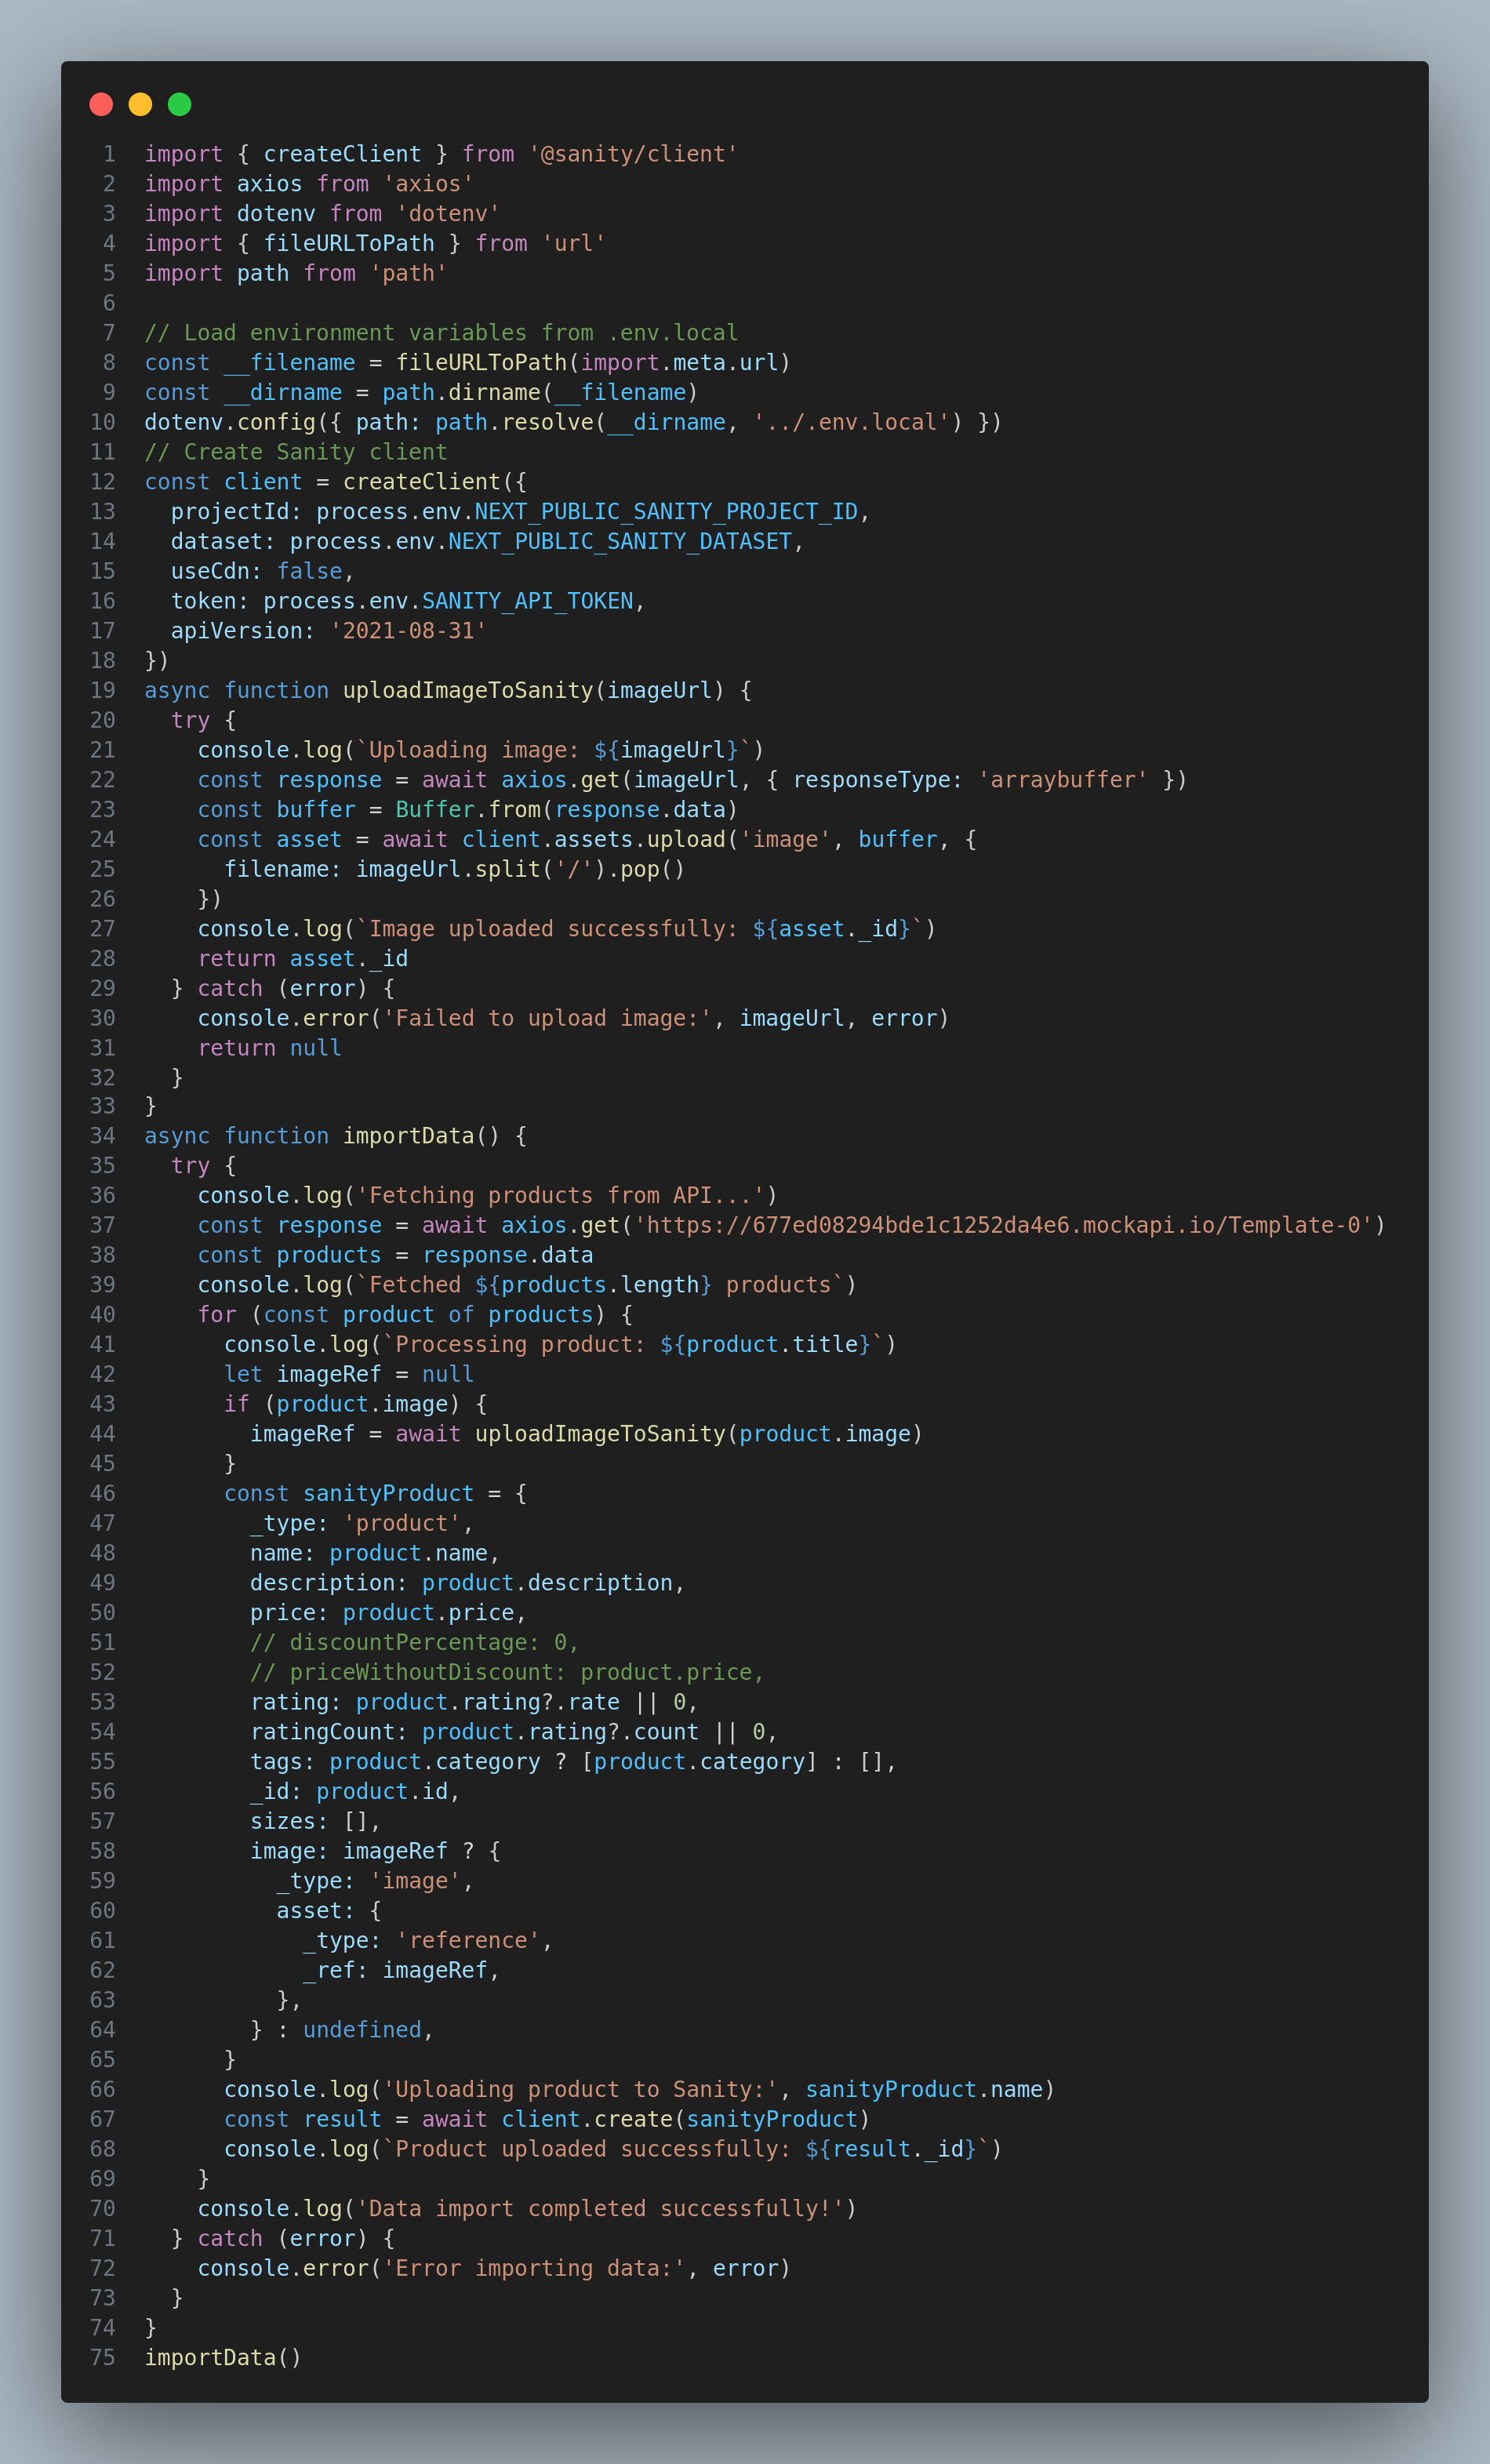 1 import { createClient } from '@sanity/client'
2 import axios from 'axios'
3 import dotenv from 'dotenv'
4 import { fileURLToPath } from 'url'
5 import path from 'path'
6
7 // Load environment variables from .env.local
8 const __filename = fileURLToPath(import.meta.url)
9 const __dirname = path.dirname(__filename)
10 dotenv.config({ path: path.resolve(__dirname, '../.env.local') })
11 // Create Sanity client
12 const client = createClient({
13   projectId: process.env.NEXT_PUBLIC_SANITY_PROJECT_ID,
14   dataset: process.env.NEXT_PUBLIC_SANITY_DATASET,
15   useCdn: false,
16   token: process.env.SANITY_API_TOKEN,
17   apiVersion: '2021-08-31'
18 })
19 async function uploadImageToSanity(imageUrl) {
20   try {
21     console.log(`Uploading image: ${imageUrl}`)
22     const response = await axios.get(imageUrl, { responseType: 'arraybuffer' })
23     const buffer = Buffer.from(response.data)
24     const asset = await client.assets.upload('image', buffer, {
25       filename: imageUrl.split('/').pop()
26     })
27     console.log(`Image uploaded successfully: ${asset._id}`)
28     return asset._id
29   } catch (error) {
30     console.error('Failed to upload image:', imageUrl, error)
31     return null
32   }
33 }
34 async function importData() {
35   try {
36     console.log('Fetching products from API...')
37     const response = await axios.get('https://677ed08294bde1c1252da4e6.mockapi.io/Template-0')
38     const products = response.data
39     console.log(`Fetched ${products.length} products`)
40     for (const product of products) {
41       console.log(`Processing product: ${product.title}`)
42       let imageRef = null
43       if (product.image) {
44         imageRef = await uploadImageToSanity(product.image)
45       }
46       const sanityProduct = {
47         _type: 'product',
48         name: product.name,
49         description: product.description,
50         price: product.price,
51         // discountPercentage: 0,
52         // priceWithoutDiscount: product.price,
53         rating: product.rating?.rate || 0,
54         ratingCount: product.rating?.count || 0,
55         tags: product.category ? [product.category] : [],
56         _id: product.id,
57         sizes: [],
58         image: imageRef ? {
59           _type: 'image',
60           asset: {
61             _type: 'reference',
62             _ref: imageRef,
63           },
64         } : undefined,
65       }
66       console.log('Uploading product to Sanity:', sanityProduct.name)
67       const result = await client.create(sanityProduct)
68       console.log(`Product uploaded successfully: ${result._id}`)
69     }
70     console.log('Data import completed successfully!')
71   } catch (error) {
72     console.error('Error importing data:', error)
73   }
74 }
75 importData()